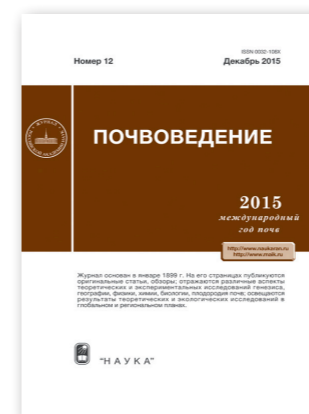 ISSN 0032-180X
Номер 12
Декабрь 2015
ПОЧВОВЕДЕНИЕ
2015
международный
год почв
http://www.naukaran.ru
http://www.maik.ru
Журнал основан в январе 1899 г. На его страницах публикуются
оригинальные статьи, обзоры; отражаются различные аспекты
теоретических и экспериментальных исследований генезиса,
географии, физики, химии, биологии, плодородия почв; освещаются
результаты теоретических и экологических исследований в
глобальном и региональном планах.
"НАУКА"